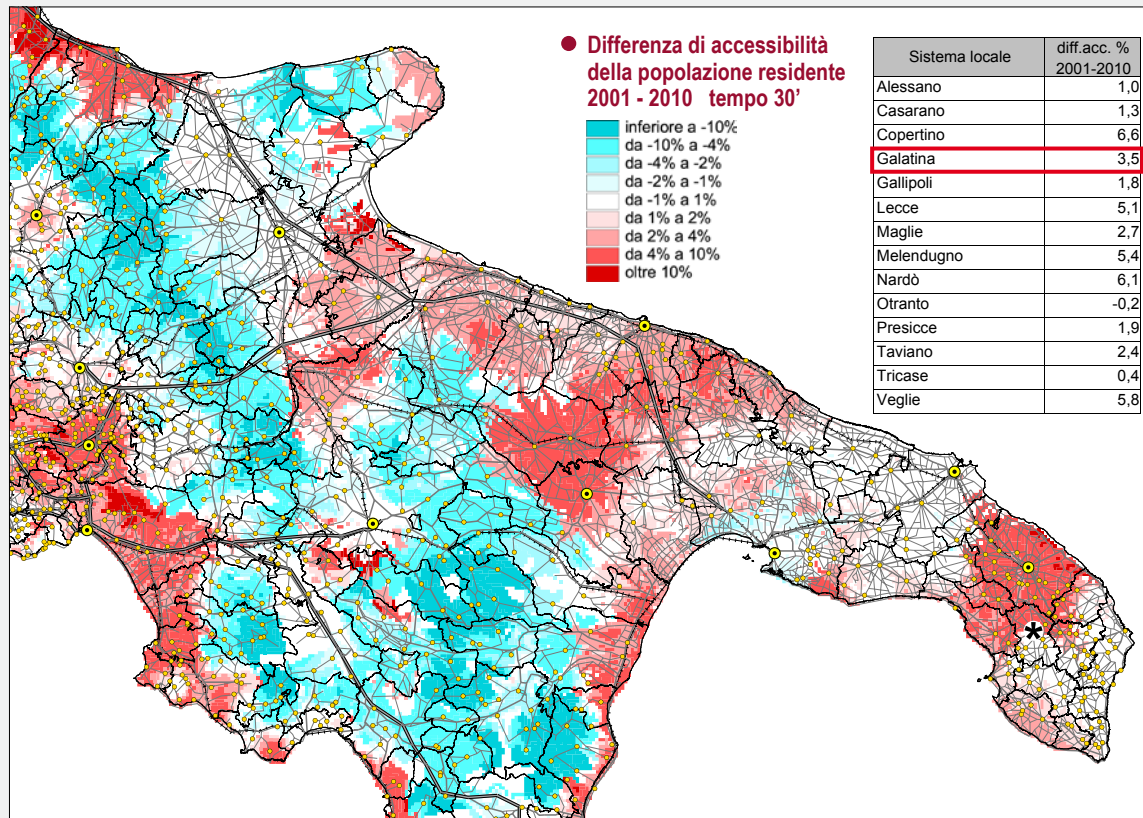 ● Differenza di accessibilità
della popolazione residente
2001 - 2010 tempo 30'
inferiore a -10%
da -10% a -4%
da -4% a -2%
da -2% a -1%
da -1% a 1%
da 1% a 2%
da 2% a 4%
da 4% a 10%
oltre 10%
Sistema locale diff.acc. % 2001-2010
Alessano 1,0
Casarano 1,3
Copertino 6,6
Galatina 3,5
Gallipoli 1,8
Lecce 5,1
Maglie 2,7
Melendugno 5,4
Nardò 6,1
Otranto -0,2
Presicce 1,9
Taviano 2,4
Tricase 0,4
Veglie 5,8
*